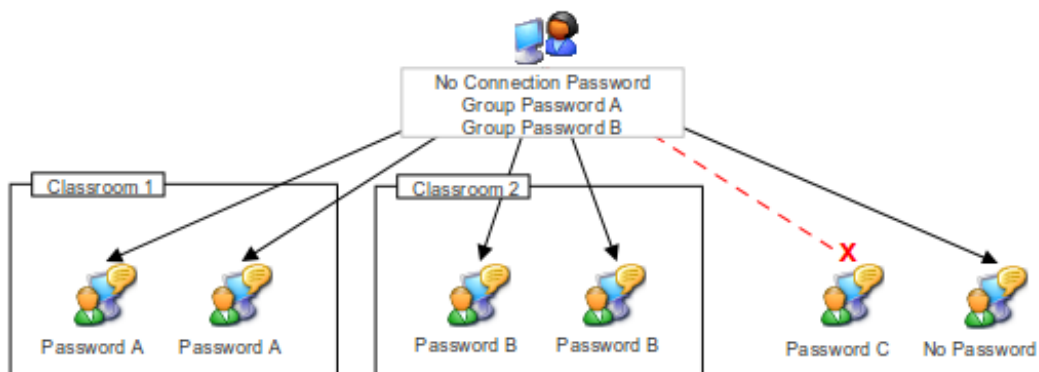 No Connection Password
Group Password A
Group Password B
Classroom 1
Classroom 2
X
Password A
Password A
Password B
Password B
Password C
No Password